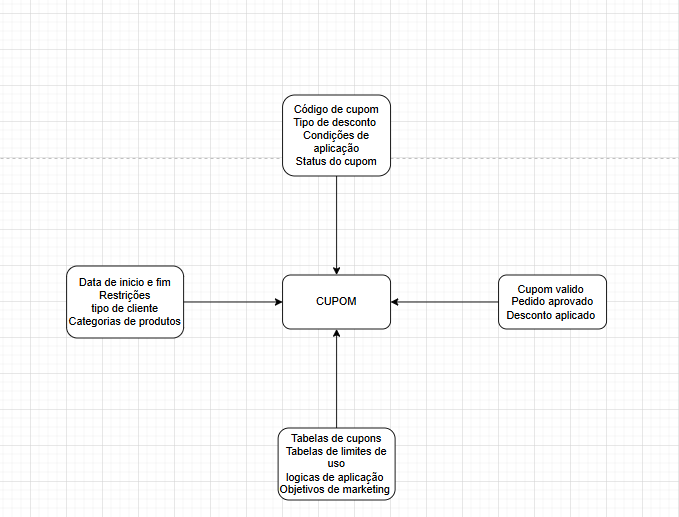 Código de cupom
Tipo de desconto
Condições de
aplicação
Status do cupom
Data de inicio e fim
Restrições
tipo de cliente
Categorias de produtos
CUPOM
Cupom valido
Pedido aprovado
Desconto aplicado
Tabelas de cupons
Tabelas de limites de
uso
logicas de aplicação
Objetivos de marketing